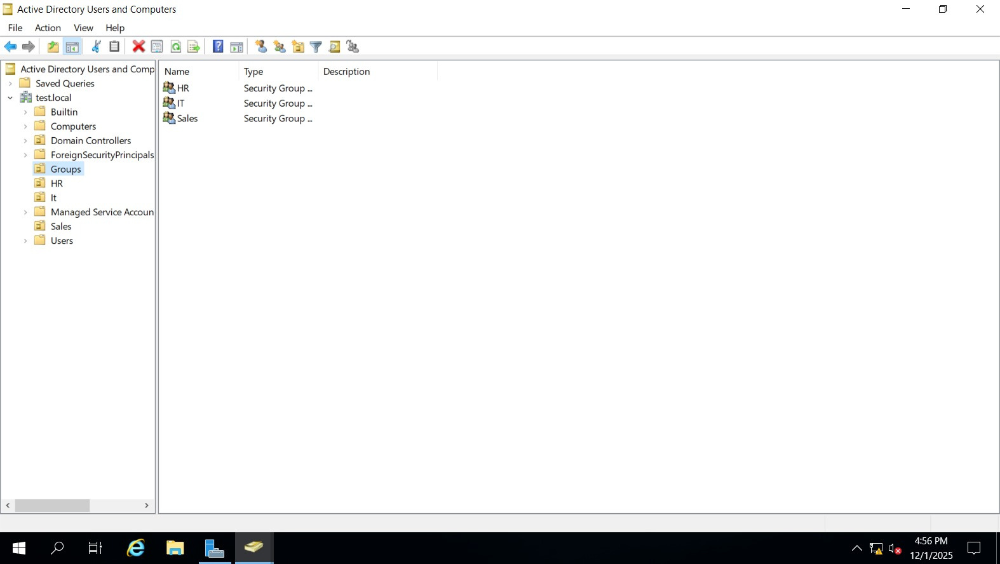 Active Directory Users and Computers
File Action View Help
Active Directory Users and Comp
Saved Queries
test.local
Builtin
Computers
Domain Controllers
ForeignSecurityPrincipals
Groups
HR
It
Managed Service Accoun
Sales
Users
Name Type Description
HR Security Group ...
IT Security Group ...
Sales Security Group ...
4:56 PM
12/1/2025